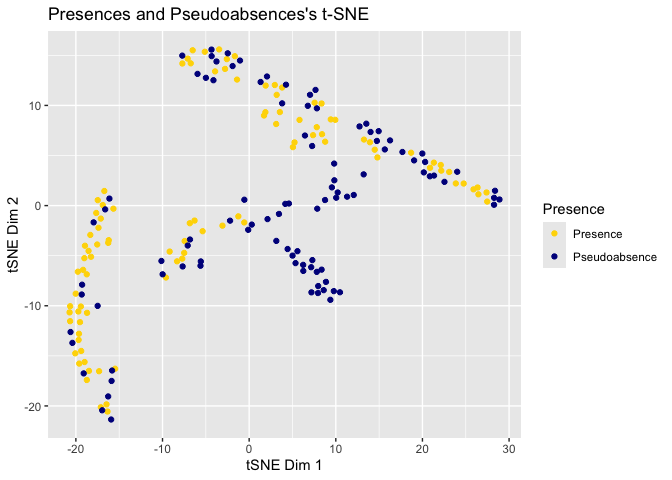 Presences and Pseudoabsences's t-SNE
tSNE Dim 2
10
0
-10
-20
-20
-10
0
10
20
30
tSNE Dim 1
Presence
Presence
Pseudoabsence